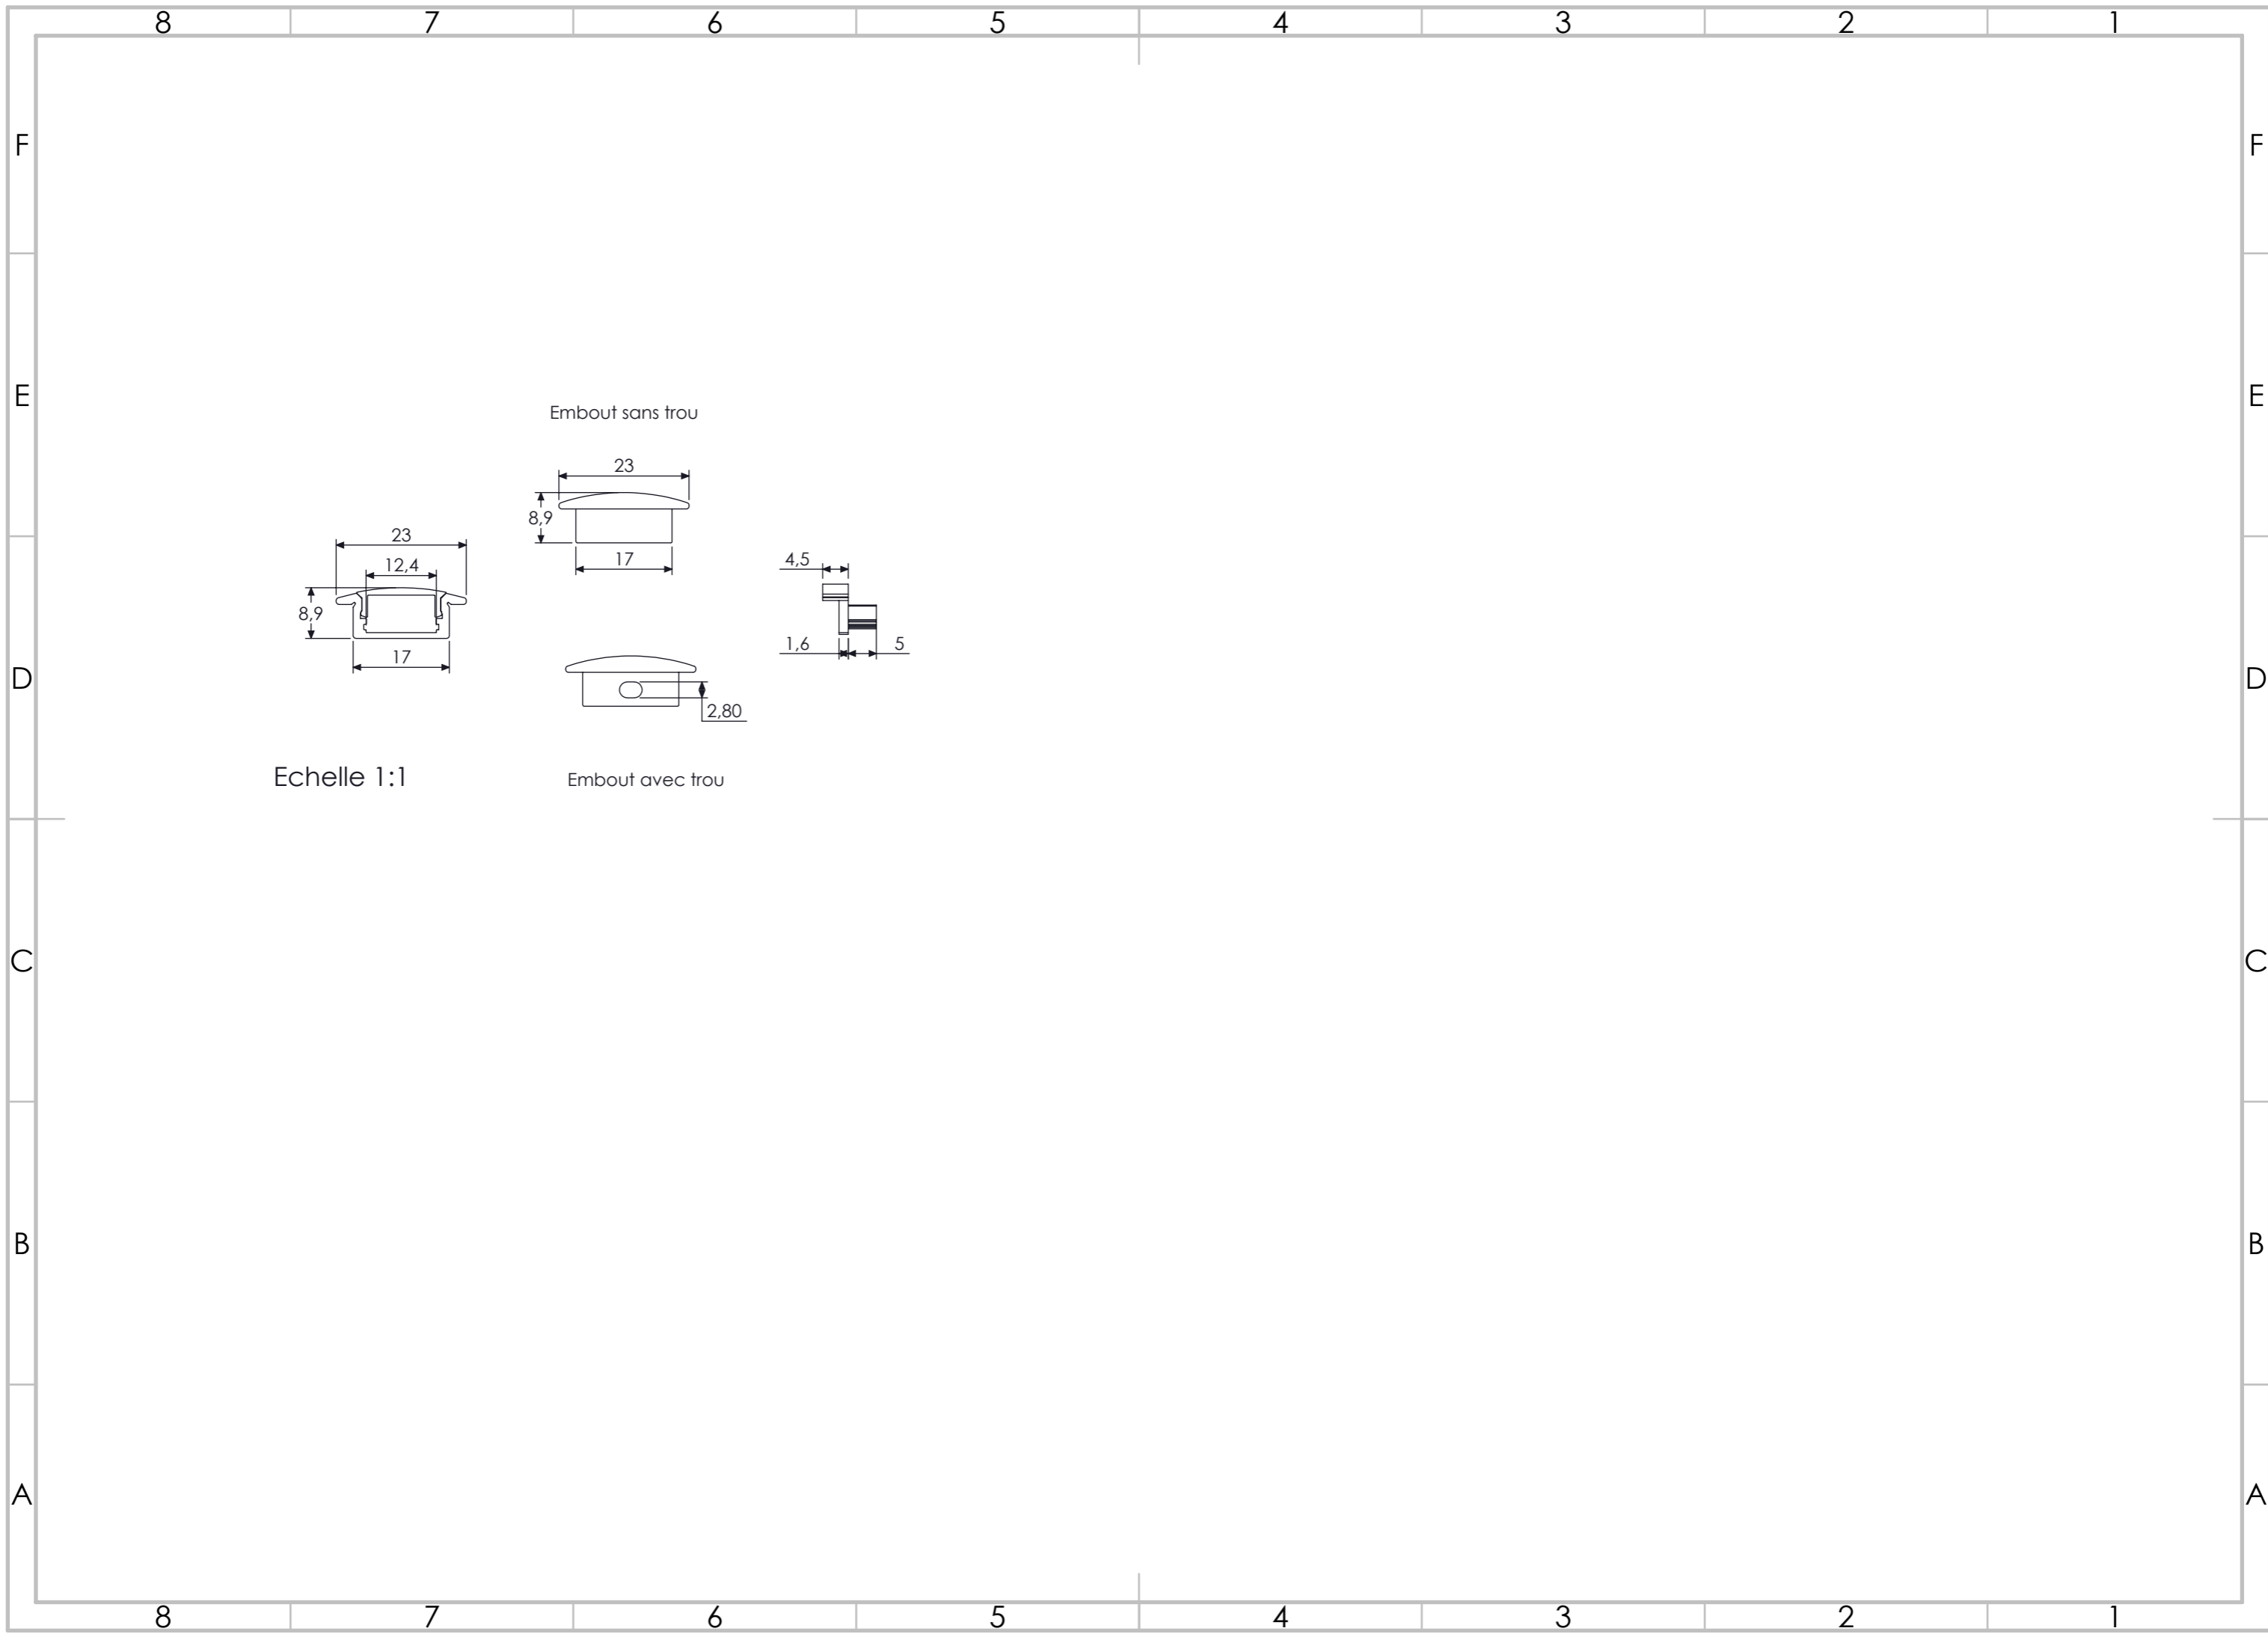 8 7 6 5 4 3 2 1
F F
E E
Embout sans trou
23
8,9
17
23
12,4
8,9
17
4,5
1,6 5
D D
2,80
Echelle 1:1
Embout avec trou
C C
B B
A A
8 7 6 5 4 3 2 1